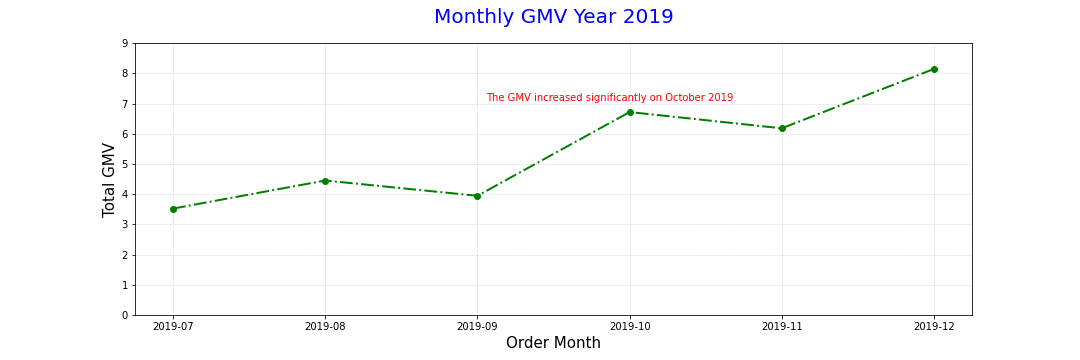 Monthly GMV Year 2019
9
8
7
6
5
4
3
2
1
0
Total GMV
The GMV increased significantly on October 2019
2019-07 2019-08 2019-09 2019-10 2019-11 2019-12
Order Month